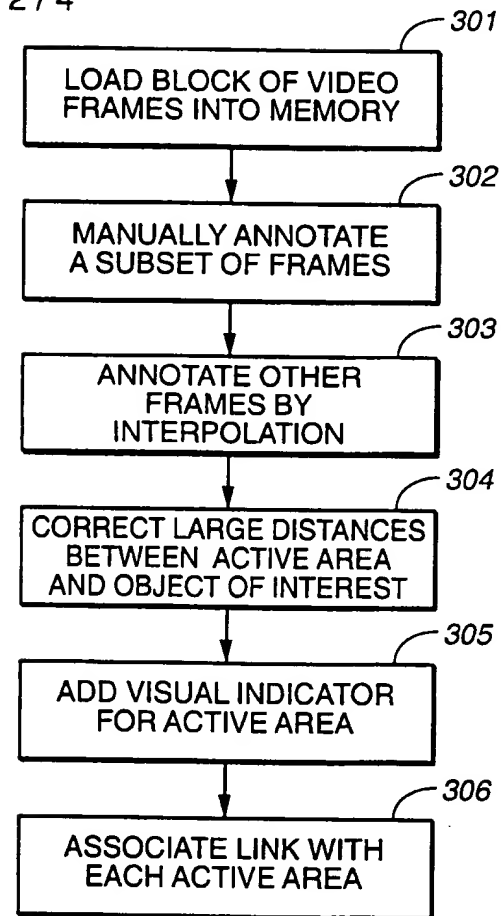 2/4
301
LOAD BLOCK OF VIDEO
FRAMES INTO MEMORY
302
MANUALLY ANNOTATE
A SUBSET OF FRAMES
303
ANNOTATE OTHER
FRAMES BY
INTERPOLATION
304
CORRECT LARGE DISTANCES
BETWEEN ACTIVE AREA
AND OBJECT OF INTEREST
305
ADD VISUAL INDICATOR
FOR ACTIVE AREA
306
ASSOCIATE LINK WITH
EACH ACTIVE AREA